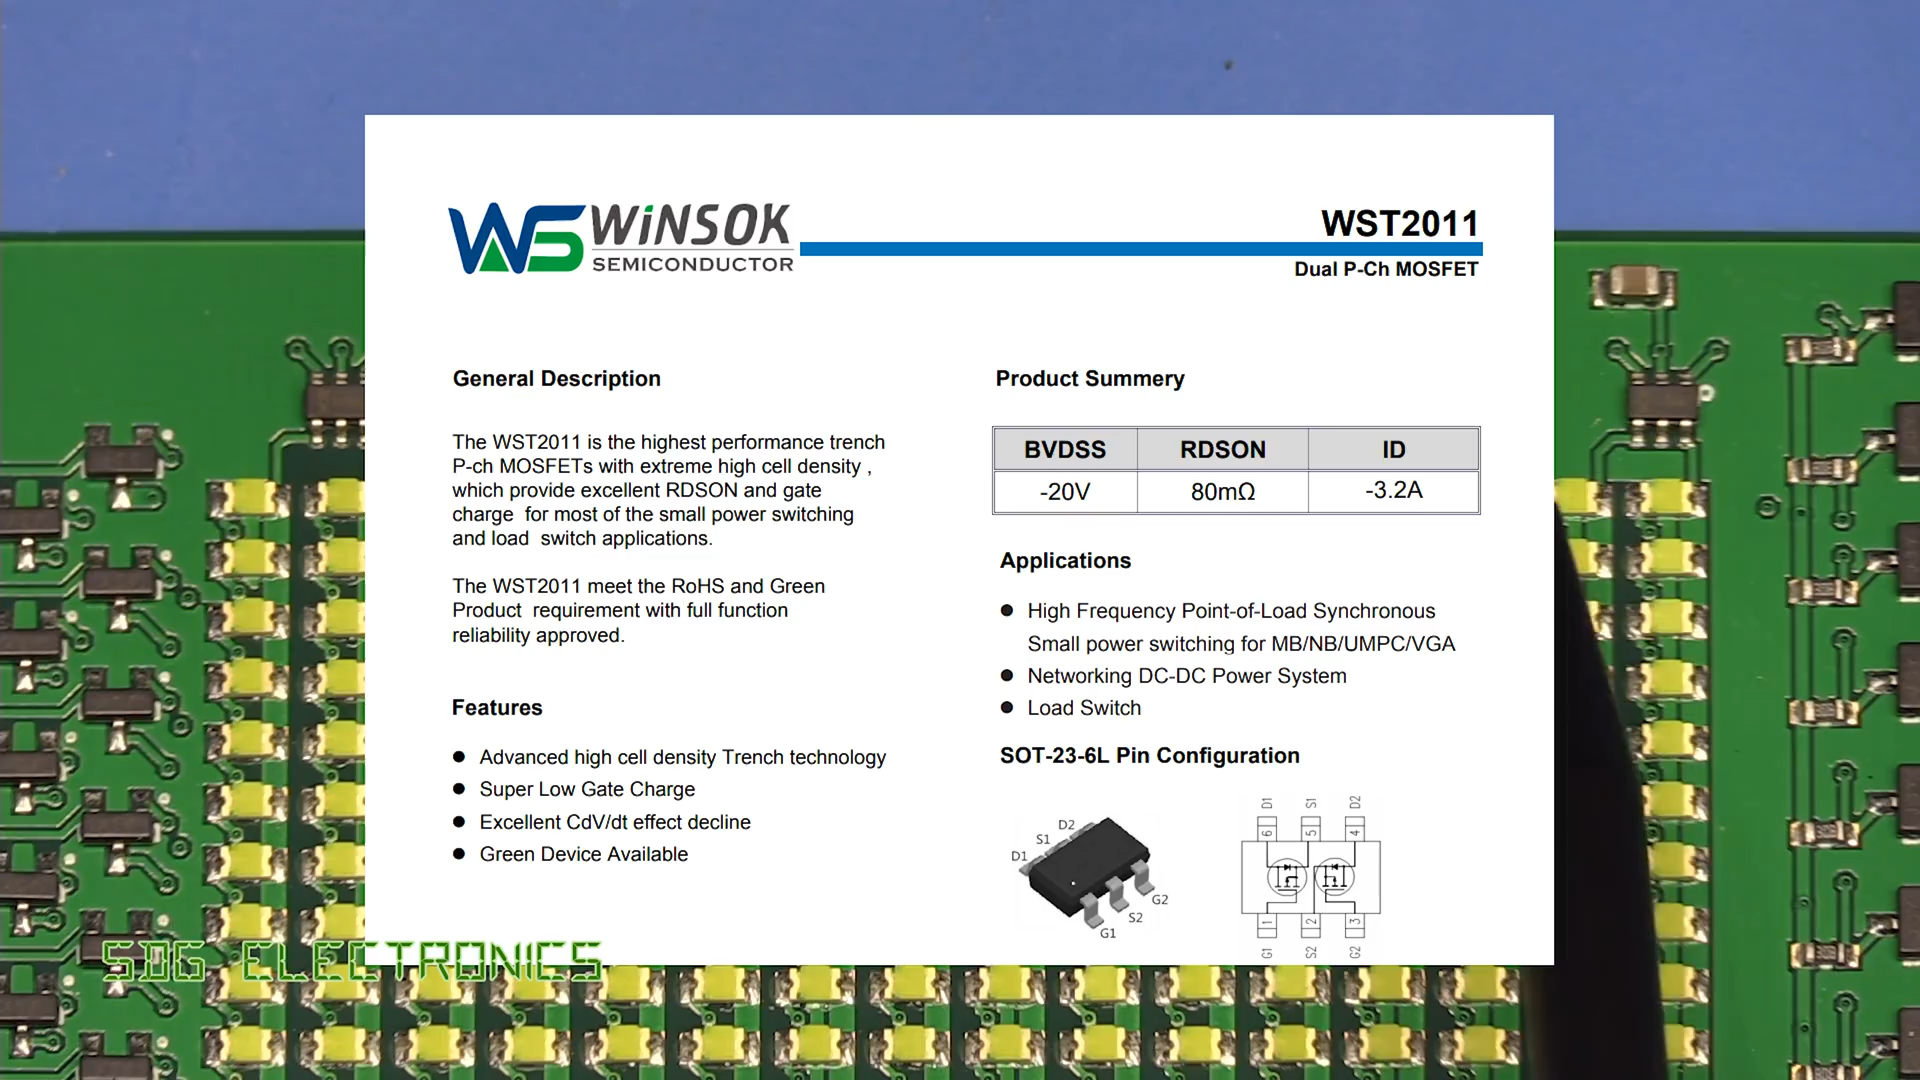 WiNSOK
SEMICONDUCTOR
WST2011
Dual P-Ch MOSFET
General Description
The WST2011 is the highest performance trench
P-ch MOSFETs with extreme high cell density ,
which provide excellent RDSON and gate
charge for most of the small power switching
and load switch applications.
The WST2011 meet the RoHS and Green
Product requirement with full function
reliability approved.
Features
● Advanced high cell density Trench technology
● Super Low Gate Charge
● Excellent CdV/dt effect decline
● Green Device Available
Product Summery
BVDSS RDSON ID
-20V 80mΩ -3.2A
Applications
● High Frequency Point-of-Load Synchronous
Small power switching for MB/NB/UMPC/VGA
● Networking DC-DC Power System
● Load Switch
SOT-23-6L Pin Configuration
D1 S1 D2
G1 S2 G2
D1 S1 D2
6 5 4
1 2 3
G1 S2 G2
SDG ELECTRONICS